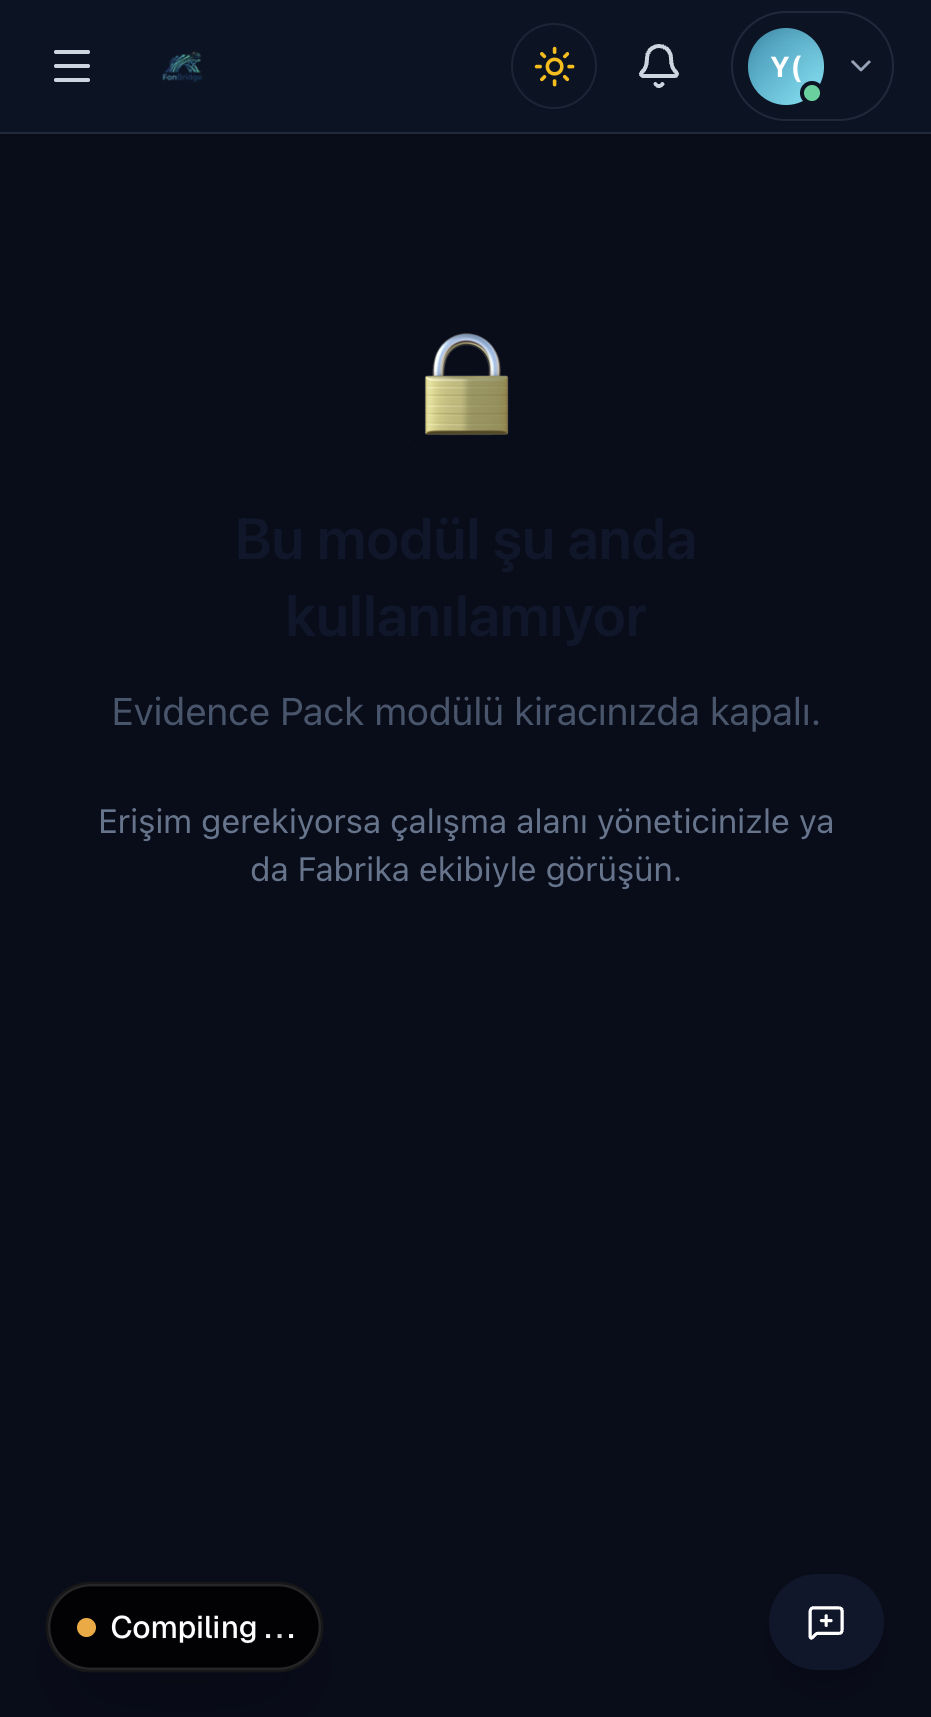 FonBridge
Y(
Bu modül şu anda
kullanılamıyor
Evidence Pack modülü kiracınızda kapalı.
Erişim gerekiyorsa çalışma alanı yöneticinizle ya
da Fabrika ekibiyle görüşün.
Compiling ...